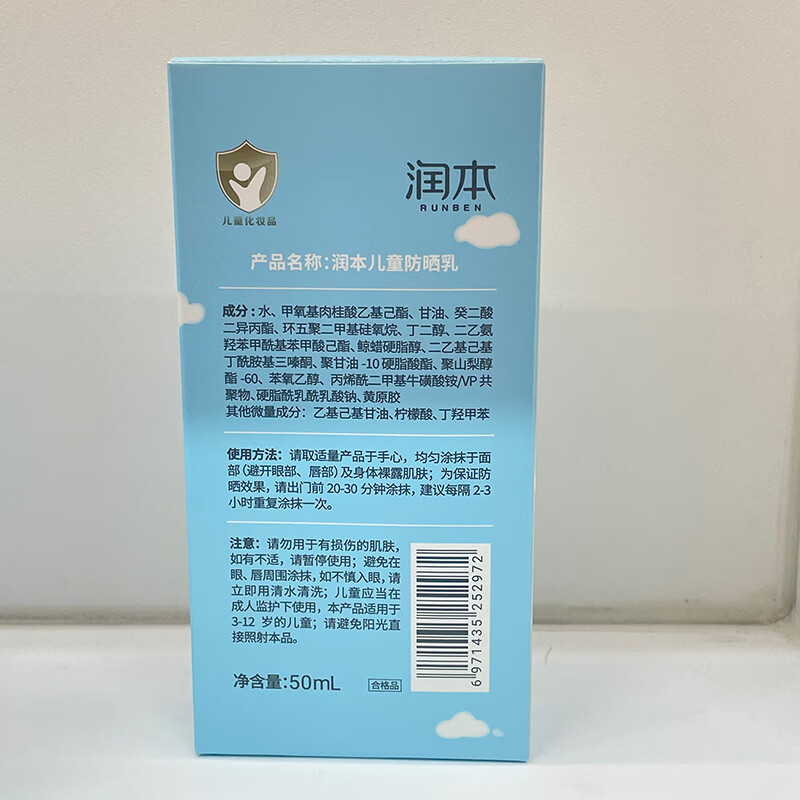 儿童化妆品
润本
RUNBEN
产品名称:润本儿童防晒乳
成分:水、甲氧基肉桂酸乙基己酯、甘油、癸二酸
二异丙酯、环五聚二甲基硅氧烷、丁二醇、二乙氨
羟苯甲酰基苯甲酸己酯、鲸蜡硬脂醇、二乙基己基
丁酰胺基三嗪酮、聚甘油-10硬脂酸酯、聚山梨醇
酯-60、苯氧乙醇、丙烯酰二甲基牛磺酸铵/VP共
聚物、硬脂酰乳酰乳酸钠、黄原胶
其他微量成分:乙基己基甘油、柠檬酸、丁羟甲苯
使用方法:请取适量产品于手心，均匀涂抹于面
部(避开眼部、唇部)及身体裸露肌肤；为保证防
晒效果，请出门前20-30分钟涂抹，建议每隔2-3
小时重复涂抹一次。
注意:请勿用于有损伤的肌肤，
如有不适，请暂停使用；避免在
眼、唇周围涂抹，如不慎入眼，请
立即用清水清洗；儿童应当在
成人监护下使用，本产品适用于
3-12 岁的儿童；请避免阳光直
接照射本品。
净含量:50mL
合格品
6971435252972